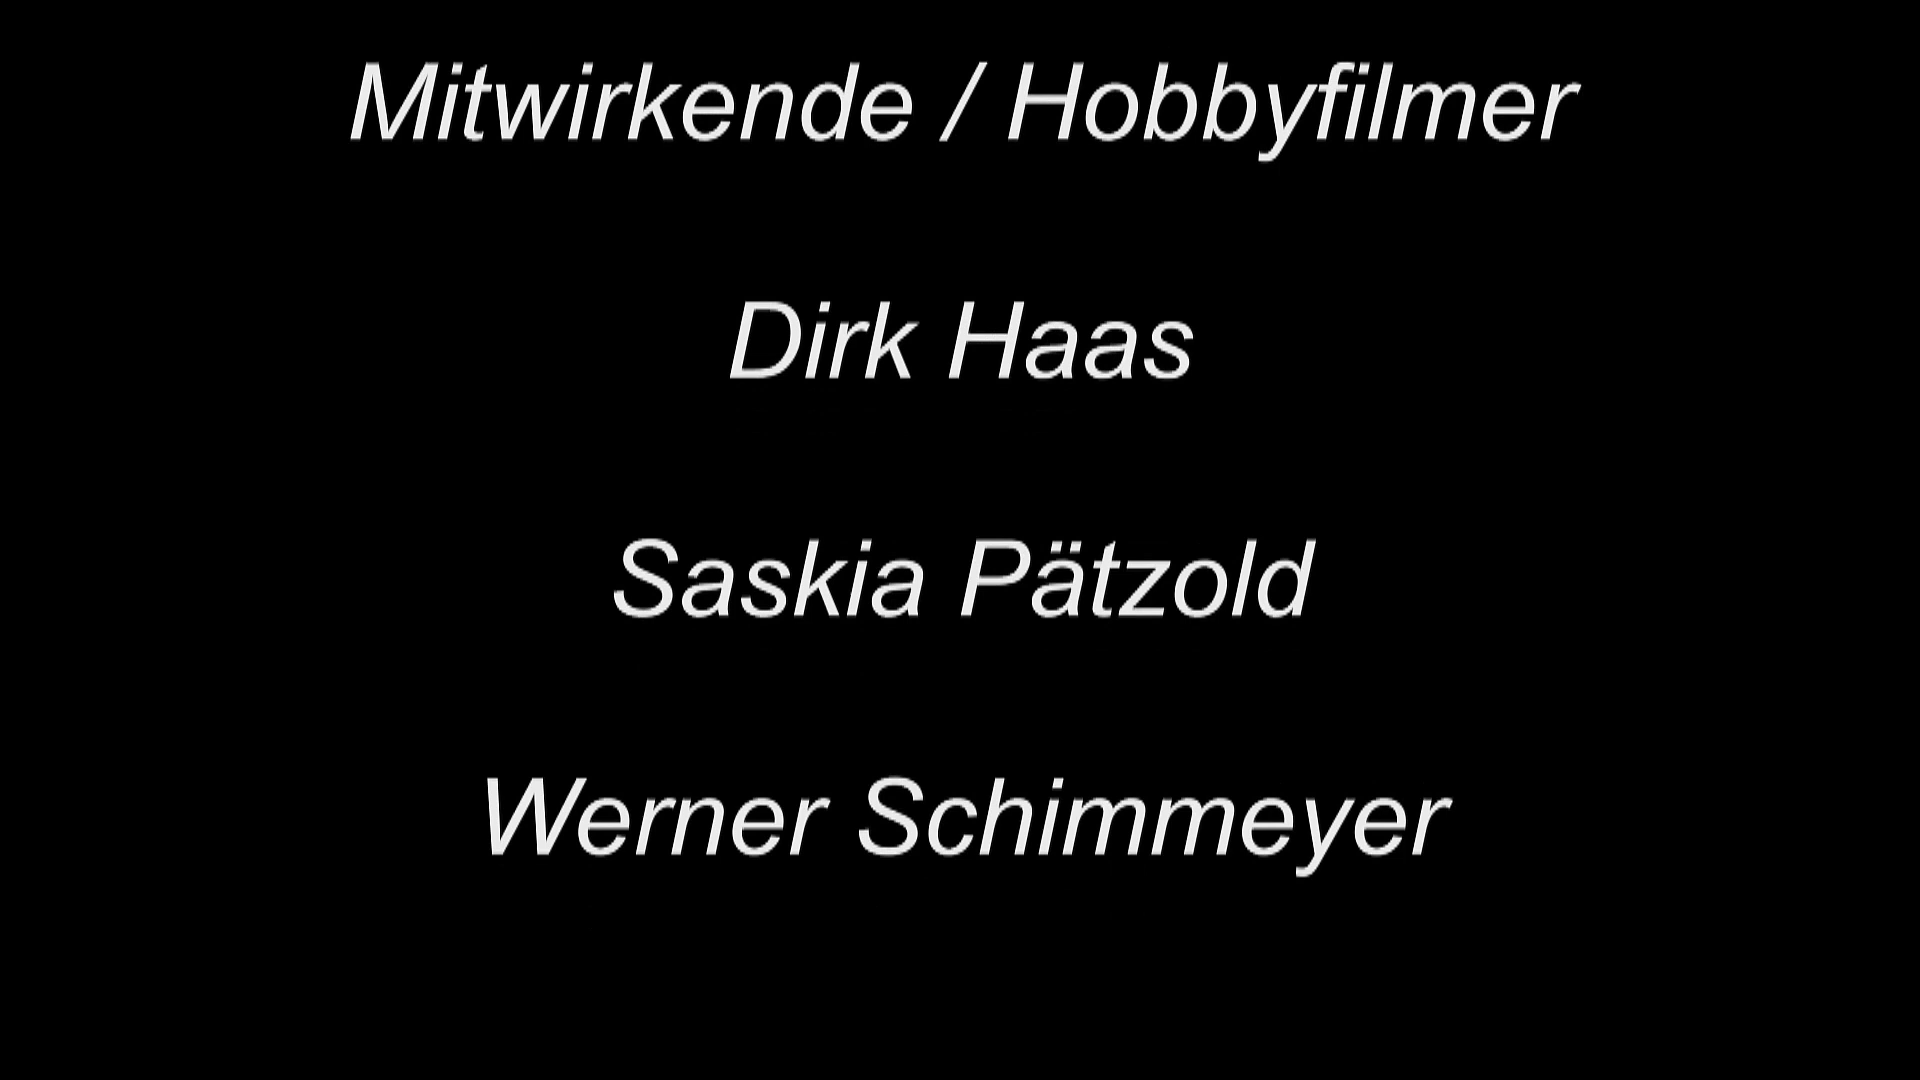 Mitwirkende / Hobbyfilmer
Dirk Haas
Saskia Pätzold
Werner Schimmeyer